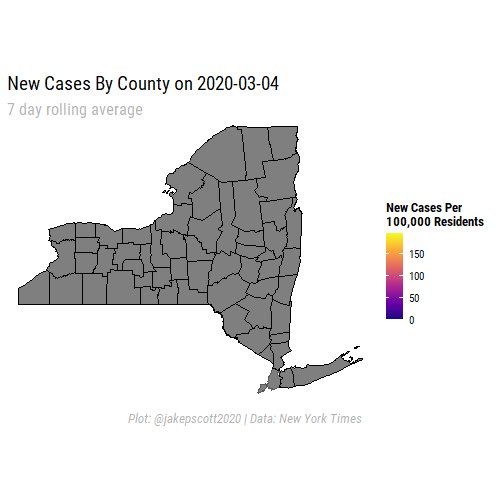 New Cases By County on 2020-03-04
7 day rolling average
New Cases Per
100,000 Residents
150
100
50
0
Plot: @jakepscott2020 | Data: New York Times